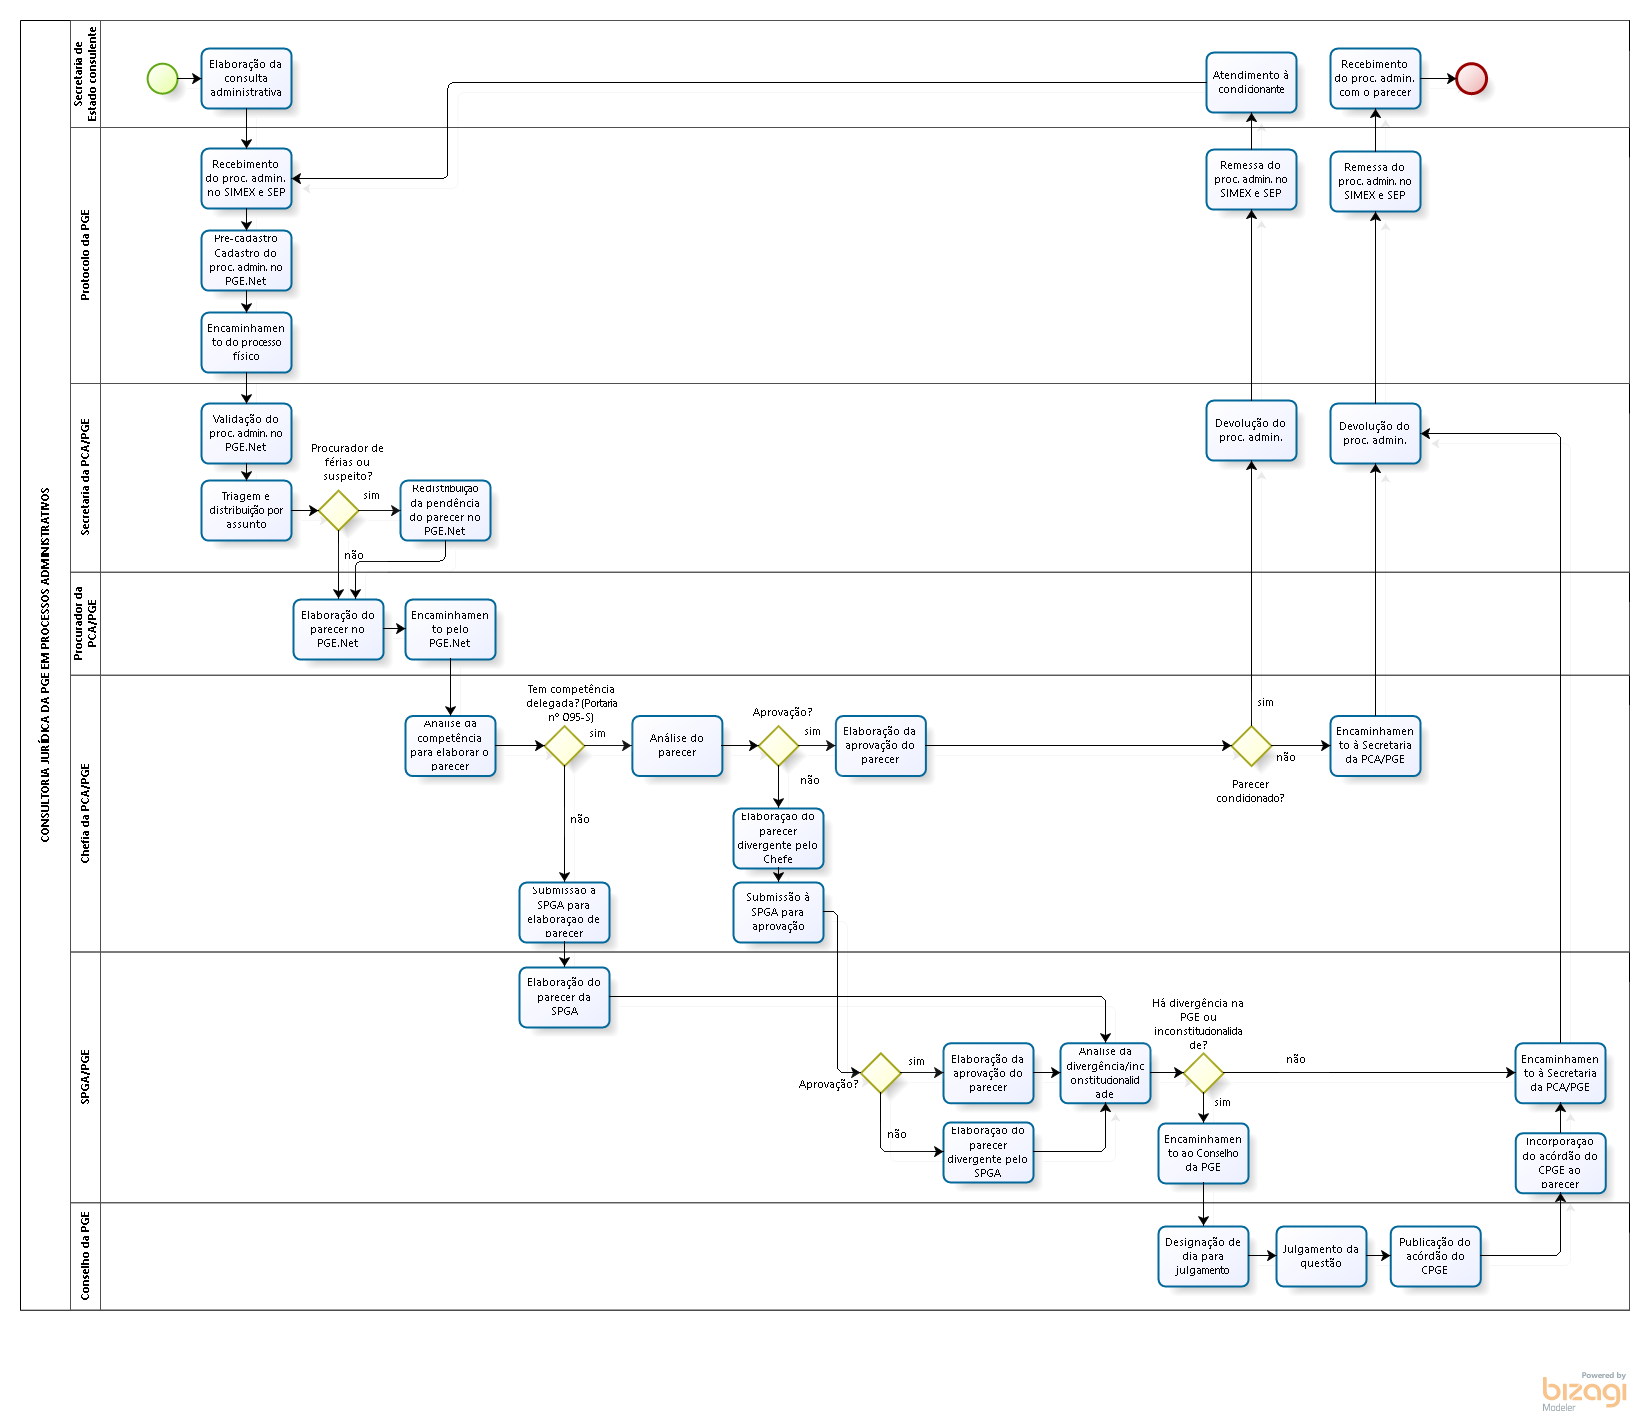 CONSULTORIA JURÍDICA DA PGE EM PROCESSOS ADMINISTRATIVOS
Secretaria de
Estado consulente
Elaboração da
consulta
administrativa
Atendimento à
condicionante
Recebimento
do proc. admin.
com o parecer
Protocolo da PGE
Recebimento
do proc. admin.
no SIMEX e SEP
Remessa do
proc. admin. no
SIMEX e SEP
Remessa do
proc. admin. no
SIMEX e SEP
Pré-cadastro
Cadastro do
proc. admin. no
PGE.Net
Encaminhamen
to do processo
físico
Secretaria da PCA/PGE
Validação do
proc. admin. no
PGE.Net
Procurador de
férias ou
suspeito?
sim
não
Triagem e
distribuição por
assunto
Redistribuição
da pendência
do parecer no
PGE.Net
Devolução do
proc. admin.
Devolução do
proc. admin.
Procurador da
PCA/PGE
Elaboração do
parecer no
PGE.Net
Encaminhamen
to pelo
PGE.Net
Chefia da PCA/PGE
Análise da
competência
para elaborar o
parecer
Tem competência
delegada? (Portaria
nº 095-S)
sim
não
Análise do
parecer
Aprovação?
sim
não
Elaboração da
aprovação do
parecer
sim
não
Parecer
condicionado?
Encaminhamen
to à Secretaria
da PCA/PGE
Elaboração do
parecer
divergente pelo
Chefe
Submissão à
SPGA para
elaboração de
parecer
Submissão à
SPGA para
aprovação
SPGA/PGE
Elaboração do
parecer da
SPGA
Aprovação?
sim
não
Elaboração da
aprovação do
parecer
Elaboração do
parecer
divergente pelo
SPGA
Análise da
divergência/inc
onstitucionalid
ade
Há divergência na
PGE ou
inconstitucionalida
de?
não
sim
Encaminhamen
to à Secretaria
da PCA/PGE
Encaminhamen
to ao Conselho
da PGE
Incorporação
do acórdão do
CPGE ao
parecer
Conselho da PGE
Designação de
dia para
julgamento
Julgamento da
questão
Publicação do
acórdão do
CPGE
Powered by
bizagi
Modeler